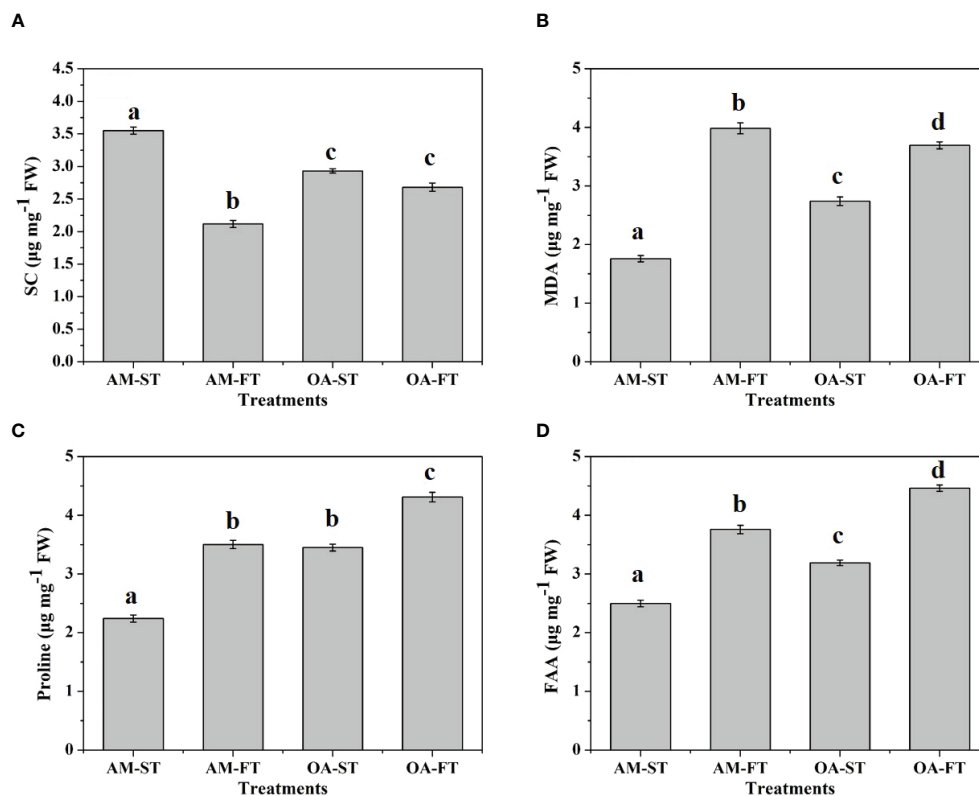 A
SC (µg mg-1 FW)
4.5
4.0
3.5
3.0
2.5
2.0
1.5
1.0
0.5
0.0
a
b
c
c
AM-ST AM-FT OA-ST OA-FT
Treatments
B
MDA (µg mg-1 FW)
5
4
3
2
1
0
a
b
c
d
AM-ST AM-FT OA-ST OA-FT
Treatments
C
Proline (µg mg-1 FW)
5
4
3
2
1
0
a
b
b
c
AM-ST AM-FT OA-ST OA-FT
Treatments
D
FAA (µg mg-1 FW)
5
4
3
2
1
0
a
b
c
d
AM-ST AM-FT OA-ST OA-FT
Treatments